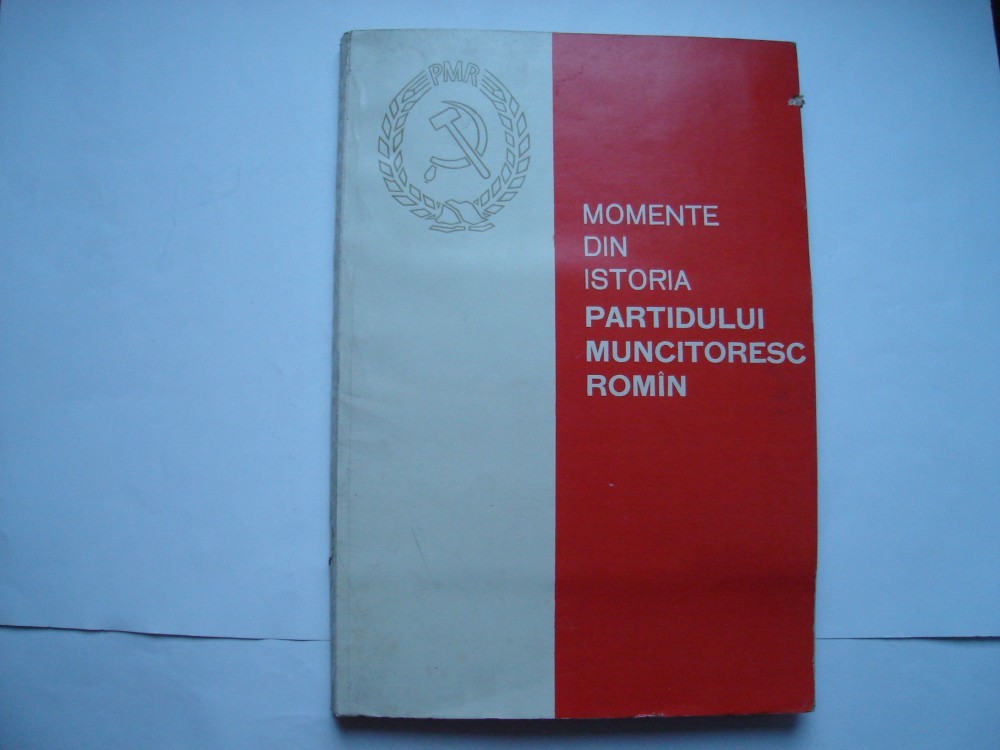 PMR
MOMENTE
DIN
ISTORIA
PARTIDULUI
MUNCITORESC
ROMÎN